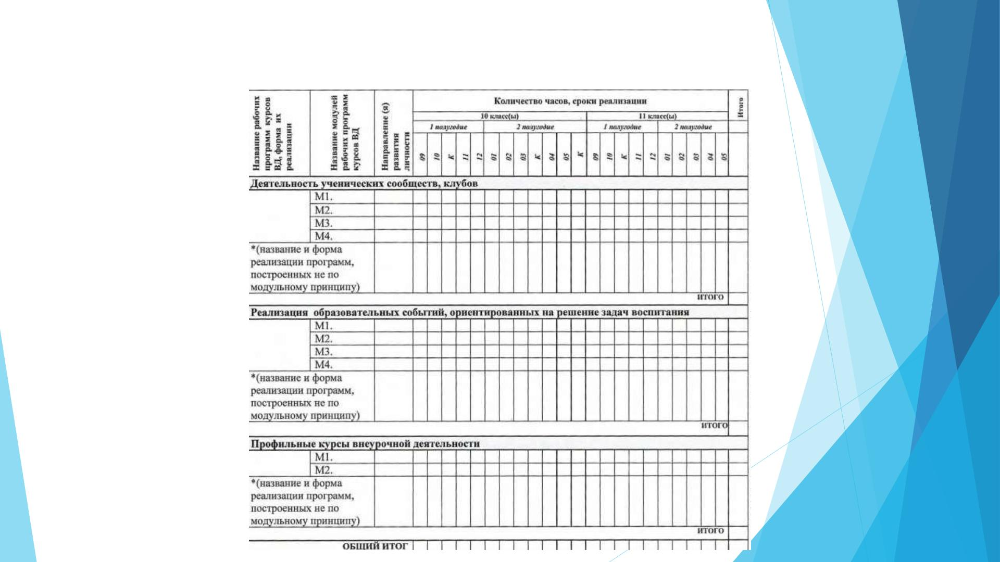 Название рабочих
программ курсов
ВД, форма их
реализации
Название модулей
рабочих программ
курсов ВД
Направление (я)
развития
личности
Количество часов, сроки реализации
Итого
10 класс(ы)
11 класс(ы)
1 полугодие
2 полугодие
1 полугодие
2 полугодие
09 10 К 11 12 01 02 03 К 04 05 К 09 10 К 11 12 01 02 03 04 05
Деятельность ученических сообществ, клубов
М1.
М2.
М3.
М4.
*(название и форма
реализации программ,
построенных не по
модульному принципу)
ИТОГО
Реализация образовательных событий, ориентированных на решение задач воспитания
М1.
М2.
М3.
М4.
*(название и форма
реализации программ,
построенных не по
модульному принципу)
ИТОГО
Профильные курсы внеурочной деятельности
М1.
М2.
*(название и форма
реализации программ,
построенных не по
модульному принципу)
ИТОГО
ОБЩИЙ ИТОГ